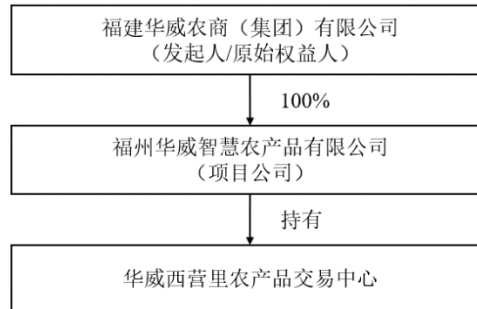 福建华威农商（集团）有限公司
（发起人/原始权益人）
100%
福州华威智慧农产品有限公司
（项目公司）
持有
华威西营里农产品交易中心